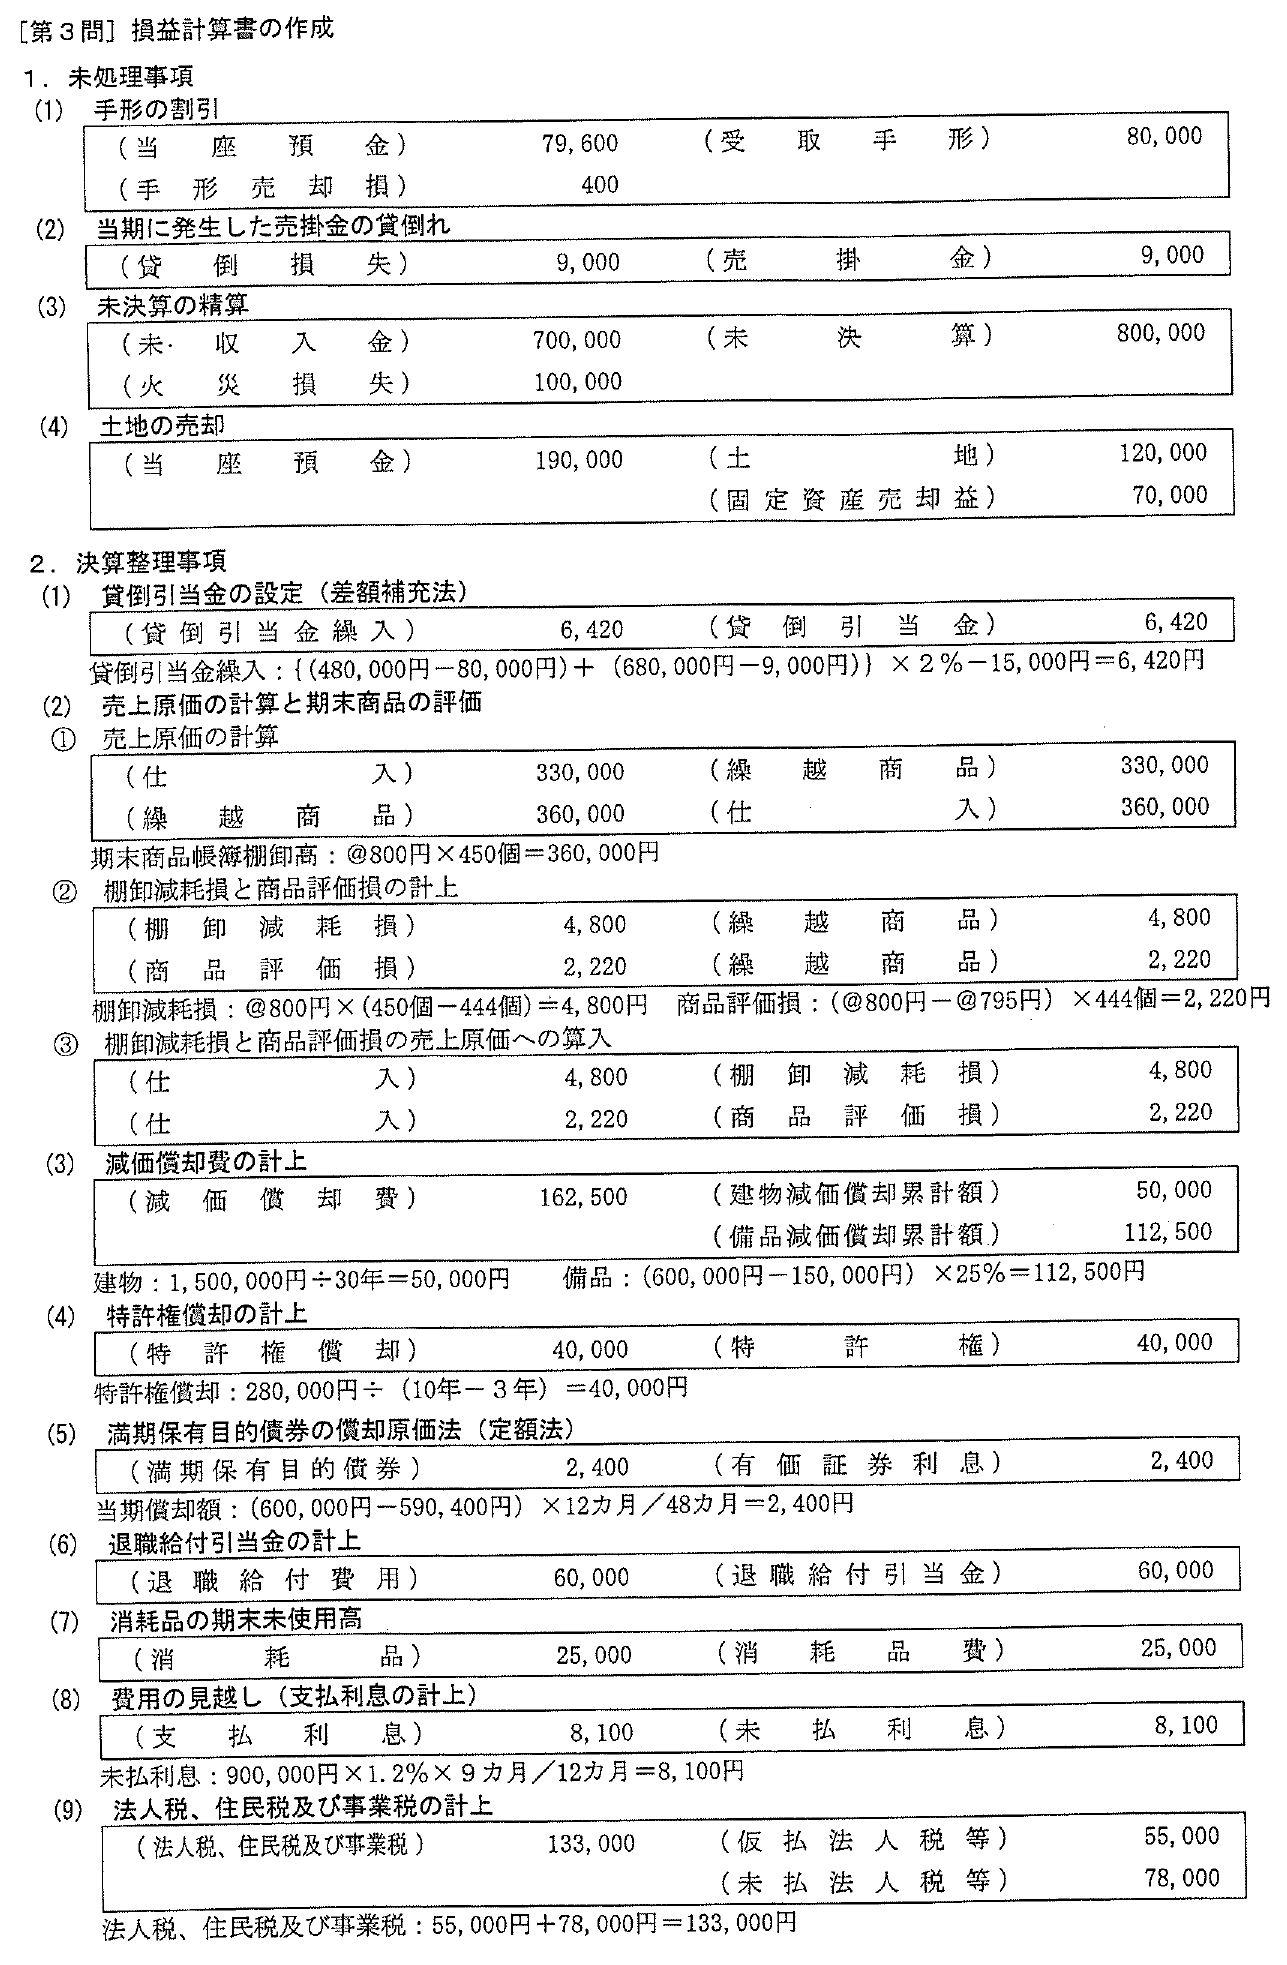 [第3問] 損益計算書の作成
1. 未処理事項
(1) 手形の割引
(当座預金) 79,600 (受取手形) 80,000
(手形売却損) 400
(2) 当期に発生した売掛金の貸倒れ
(貸倒損失) 9,000 (売掛金) 9,000
(3) 未決算の精算
(未収入金) 700,000 (未決算) 800,000
(火災損失) 100,000
(4) 土地の売却
(当座預金) 190,000 (土地) 120,000
(固定資産売却益) 70,000
2. 決算整理事項
(1) 貸倒引当金の設定(差額補充法)
(貸倒引当金繰入) 6,420 (貸倒引当金) 6,420
貸倒引当金繰入:{(480,000円-80,000円)+(680,000円-9,000円)}×2%-15,000円=6,420円
(2) 売上原価の計算と期末商品の評価
① 売上原価の計算
(仕入) 330,000 (繰越商品) 330,000
(繰越商品) 360,000 (仕入) 360,000
期末商品帳簿棚卸高:@800円×450個=360,000円
② 棚卸減耗損と商品評価損の計上
(棚卸減耗損) 4,800 (繰越商品) 4,800
(商品評価損) 2,220 (繰越商品) 2,220
棚卸減耗損:@800円×(450個-444個)=4,800円 商品評価損:(@800円-@795円)×444個=2,220円
③ 棚卸減耗損と商品評価損の売上原価への算入
(仕入) 4,800 (棚卸減耗損) 4,800
(仕入) 2,220 (商品評価損) 2,220
(3) 減価償却費の計上
(減価償却費) 162,500 (建物減価償却累計額) 50,000
(備品減価償却累計額) 112,500
建物:1,500,000円÷30年=50,000円 備品:(600,000円-150,000円)×25%=112,500円
(4) 特許権償却の計上
(特許権償却) 40,000 (特許権) 40,000
特許権償却:280,000円÷(10年-3年)=40,000円
(5) 満期保有目的債券の償却原価法(定額法)
(満期保有目的債券) 2,400 (有価証券利息) 2,400
当期償却額:(600,000円-590,400円)×12カ月/48カ月=2,400円
(6) 退職給付引当金の計上
(退職給付費用) 60,000 (退職給付引当金) 60,000
(7) 消耗品の期末未使用高
(消耗品) 25,000 (消耗品費) 25,000
(8) 費用の見越し(支払利息の計上)
(支払利息) 8,100 (未払利息) 8,100
未払利息:900,000円×1.2%×9カ月/12カ月=8,100円
(9) 法人税、住民税及び事業税の計上
(法人税、住民税及び事業税) 133,000 (仮払法人税等) 55,000
(未払法人税等) 78,000
法人税、住民税及び事業税:55,000円+78,000円=133,000円